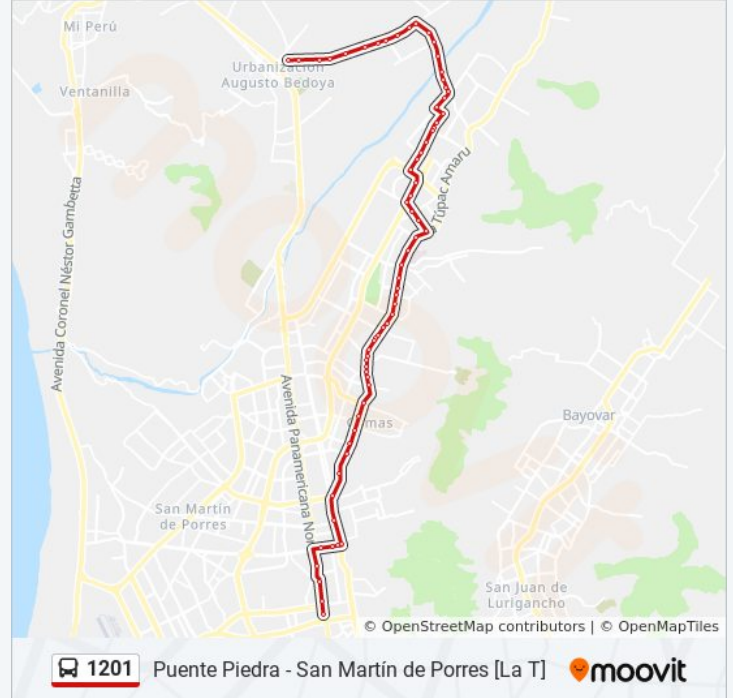 Mi Perú
Urbanización
Augusto Bedoya
Ventanilla
Túpac Amaru
Avenida Coronel Néstor Gambetta
Avenida Panamericana Nor
Bayovar
San Martín
de Porres
San Juan de
Lurigancho
© OpenStreetMap contributors | © OpenMapTiles
1201 Puente Piedra - San Martín de Porres [La T] moovit